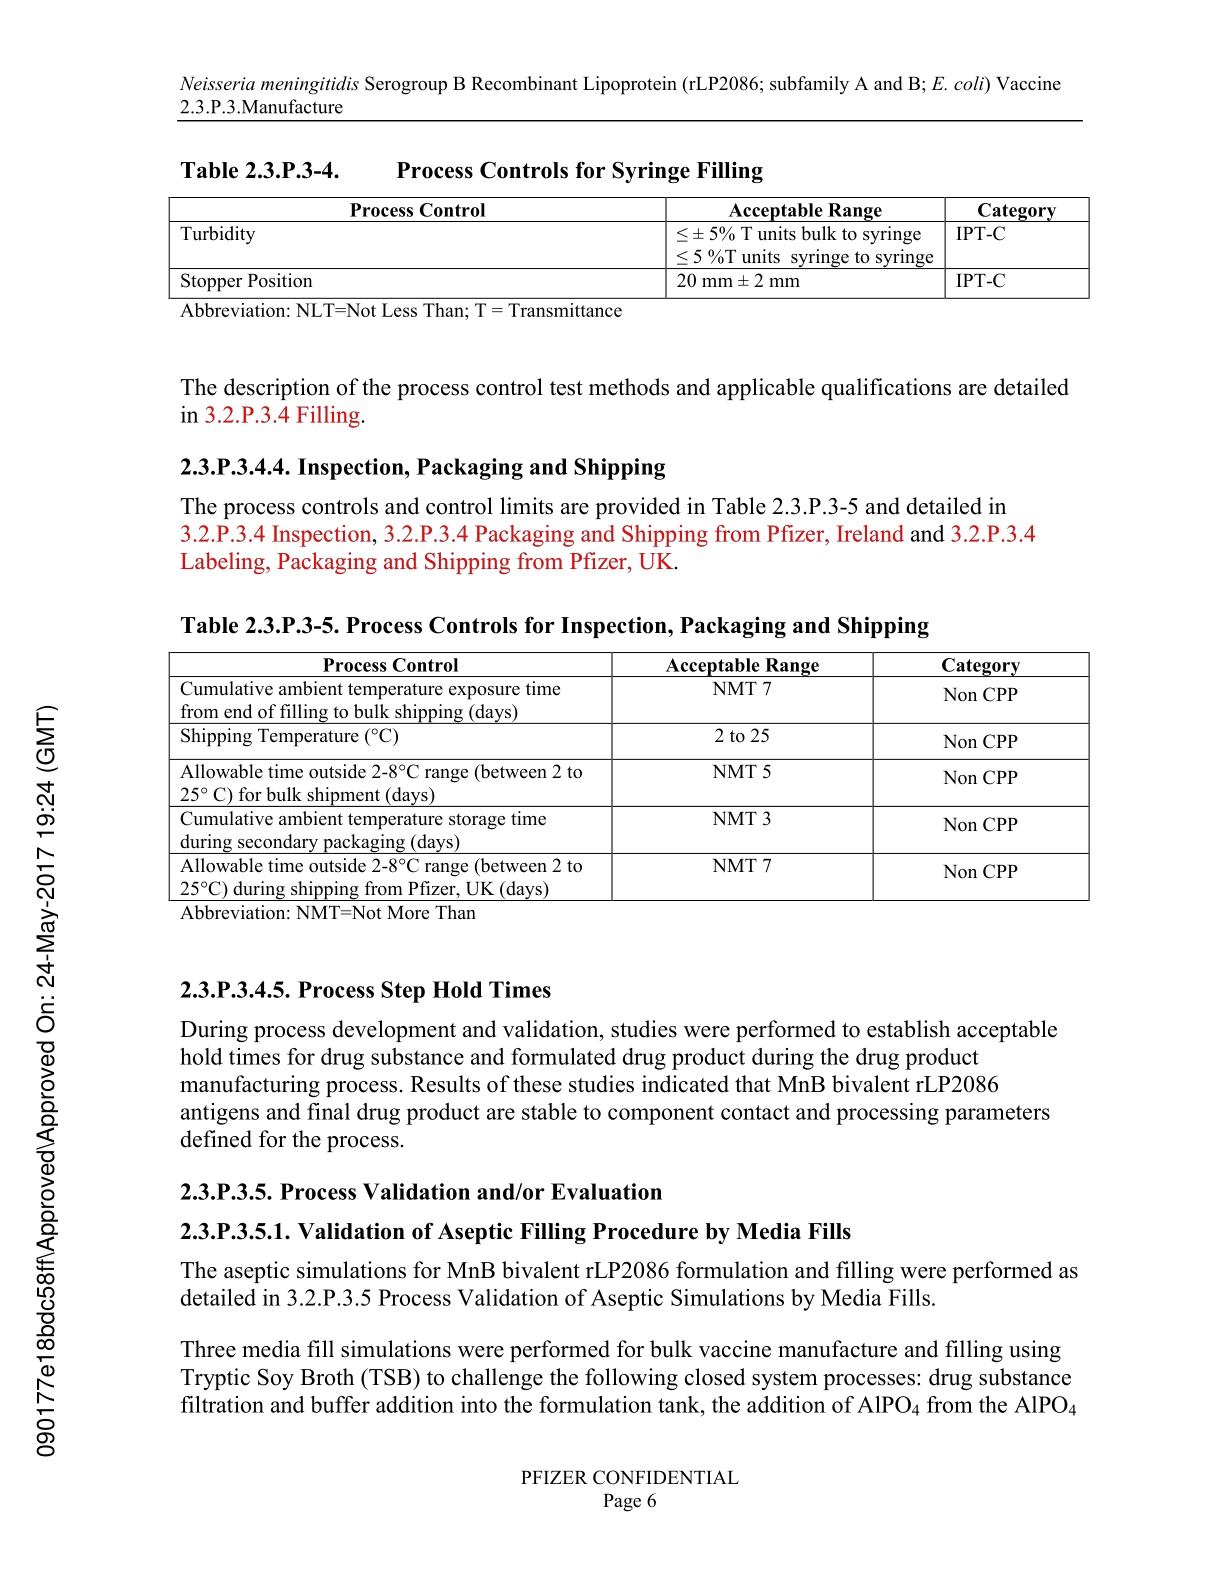 Neisseria meningitidis Serogroup B Recombinant Lipoprotein (rLP2086; subfamily A and B; E. coli) Vaccine
2.3.P.3.Manufacture
Table 2.3.P.3-4. Process Controls for Syringe Filling
Process Control Acceptable Range Category
Turbidity ≤ ± 5% T units bulk to syringe IPT-C
≤ 5 %T units syringe to syringe
Stopper Position 20 mm ± 2 mm IPT-C
Abbreviation: NLT=Not Less Than; T = Transmittance
The description of the process control test methods and applicable qualifications are detailed
in 3.2.P.3.4 Filling.
2.3.P.3.4.4. Inspection, Packaging and Shipping
The process controls and control limits are provided in Table 2.3.P.3-5 and detailed in
3.2.P.3.4 Inspection, 3.2.P.3.4 Packaging and Shipping from Pfizer, Ireland and 3.2.P.3.4
Labeling, Packaging and Shipping from Pfizer, UK.
Table 2.3.P.3-5. Process Controls for Inspection, Packaging and Shipping
Process Control Acceptable Range Category
Cumulative ambient temperature exposure time NMT 7 Non CPP
from end of filling to bulk shipping (days)
Shipping Temperature (°C) 2 to 25 Non CPP
Allowable time outside 2-8°C range (between 2 to NMT 5 Non CPP
25° C) for bulk shipment (days)
Cumulative ambient temperature storage time NMT 3 Non CPP
during secondary packaging (days)
Allowable time outside 2-8°C range (between 2 to NMT 7 Non CPP
25°C) during shipping from Pfizer, UK (days)
Abbreviation: NMT=Not More Than
2.3.P.3.4.5. Process Step Hold Times
During process development and validation, studies were performed to establish acceptable
hold times for drug substance and formulated drug product during the drug product
manufacturing process. Results of these studies indicated that MnB bivalent rLP2086
antigens and final drug product are stable to component contact and processing parameters
defined for the process.
2.3.P.3.5. Process Validation and/or Evaluation
2.3.P.3.5.1. Validation of Aseptic Filling Procedure by Media Fills
The aseptic simulations for MnB bivalent rLP2086 formulation and filling were performed as
detailed in 3.2.P.3.5 Process Validation of Aseptic Simulations by Media Fills.
Three media fill simulations were performed for bulk vaccine manufacture and filling using
Tryptic Soy Broth (TSB) to challenge the following closed system processes: drug substance
filtration and buffer addition into the formulation tank, the addition of AlPO₄ from the AlPO₄
PFIZER CONFIDENTIAL
Page 6
090177e18bdc58ff\Approved\Approved On: 24-May-2017 19:24 (GMT)